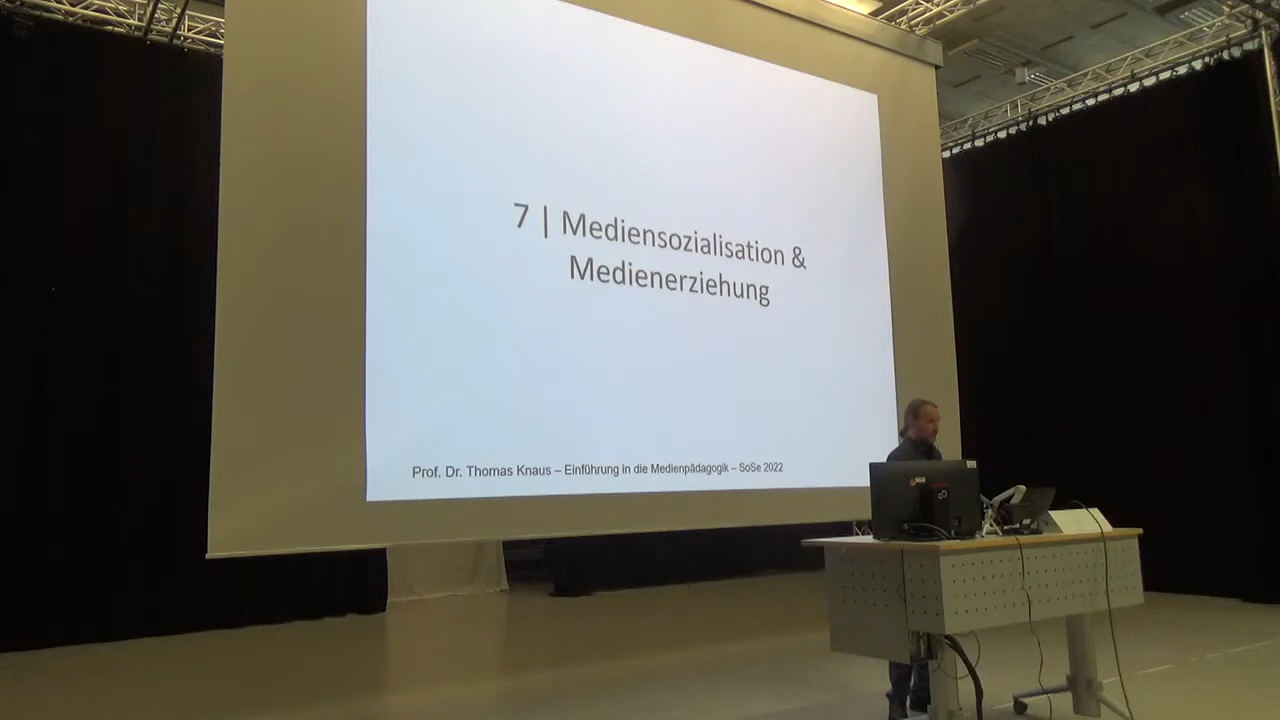 7 | Mediensozialisation &
Medienerziehung
Prof. Dr. Thomas Knaus – Einführung in die Medienpädagogik – SoSe 2022